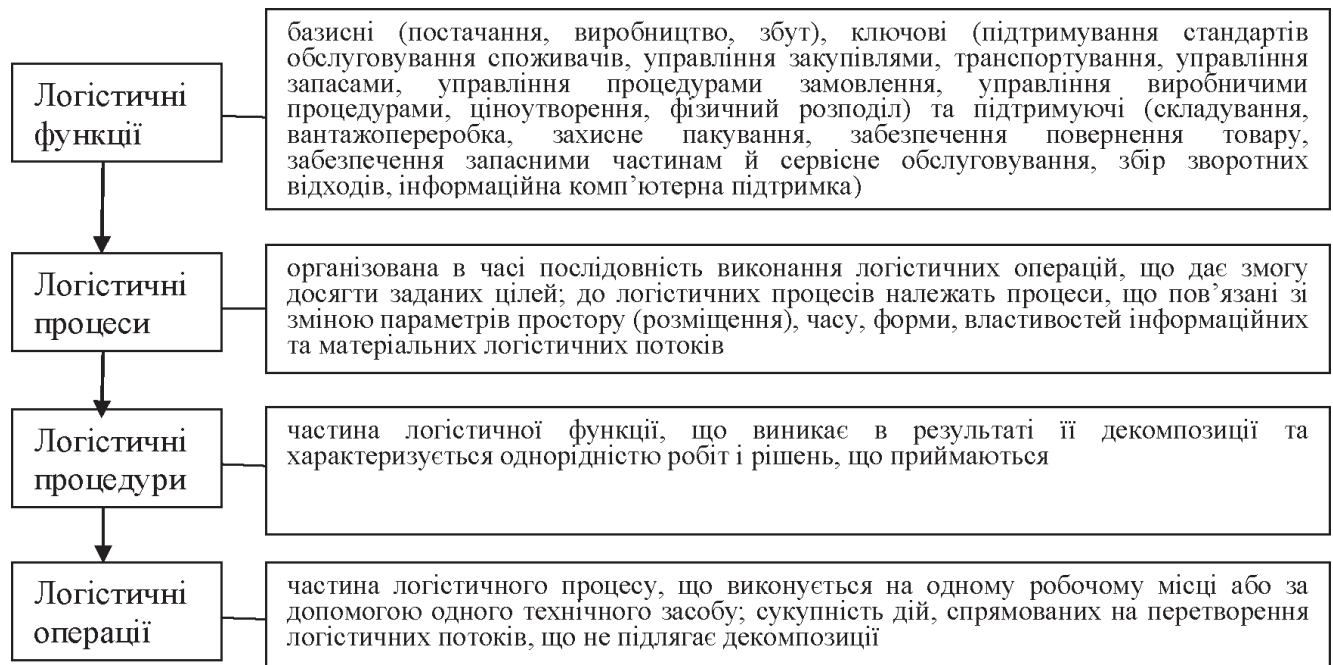 Логістичні
функції
базисні (постачання, виробництво, збут), ключові (підтримування стандартів
обслуговування споживачів, управління закупівлями, транспортування, управління
запасами, управління процедурами замовлення, управління виробничими
процедурами, ціноутворення, фізичний розподіл) та підтримуючі (складування,
вантажопереробка, захисне пакування, забезпечення повернення товару,
забезпечення запасними частинам й сервісне обслуговування, збір зворотних
відходів, інформаційна комп’ютерна підтримка)
Логістичні
процеси
організована в часі послідовність виконання логістичних операцій, що дає змогу
досягти заданих цілей; до логістичних процесів належать процеси, що пов’язані зі
зміною параметрів простору (розміщення), часу, форми, властивостей інформаційних
та матеріальних логістичних потоків
Логістичні
процедури
частина логістичної функції, що виникає в результаті її декомпозиції та
характеризується однорідністю робіт і рішень, що приймаються
Логістичні
операції
частина логістичного процесу, що виконується на одному робочому місці або за
допомогою одного технічного засобу; сукупність дій, спрямованих на перетворення
логістичних потоків, що не підлягає декомпозиції